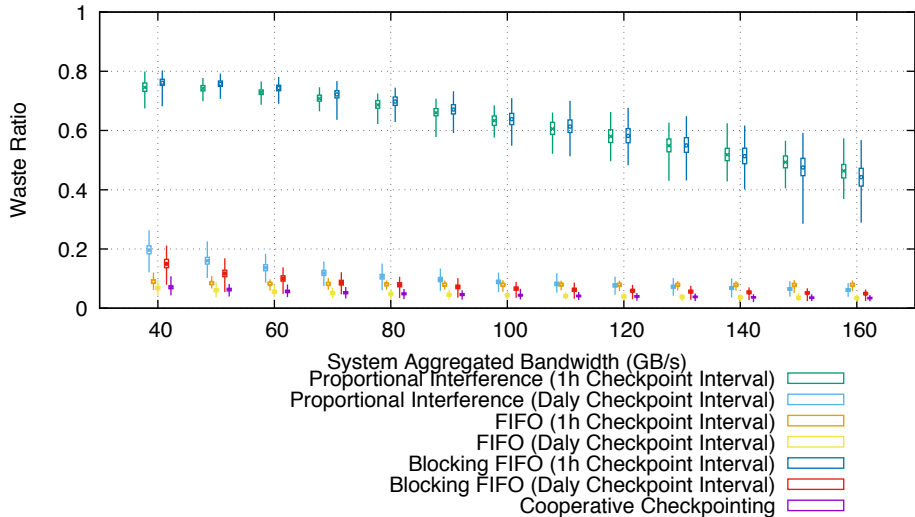 1
0.8
0.6
0.4
0.2
0
Waste Ratio
40 60 80 100 120 140 160
System Aggregated Bandwidth (GB/s)
Proportional Interference (1h Checkpoint Interval)
Proportional Interference (Daly Checkpoint Interval)
FIFO (1h Checkpoint Interval)
FIFO (Daly Checkpoint Interval)
Blocking FIFO (1h Checkpoint Interval)
Blocking FIFO (Daly Checkpoint Interval)
Cooperative Checkpointing